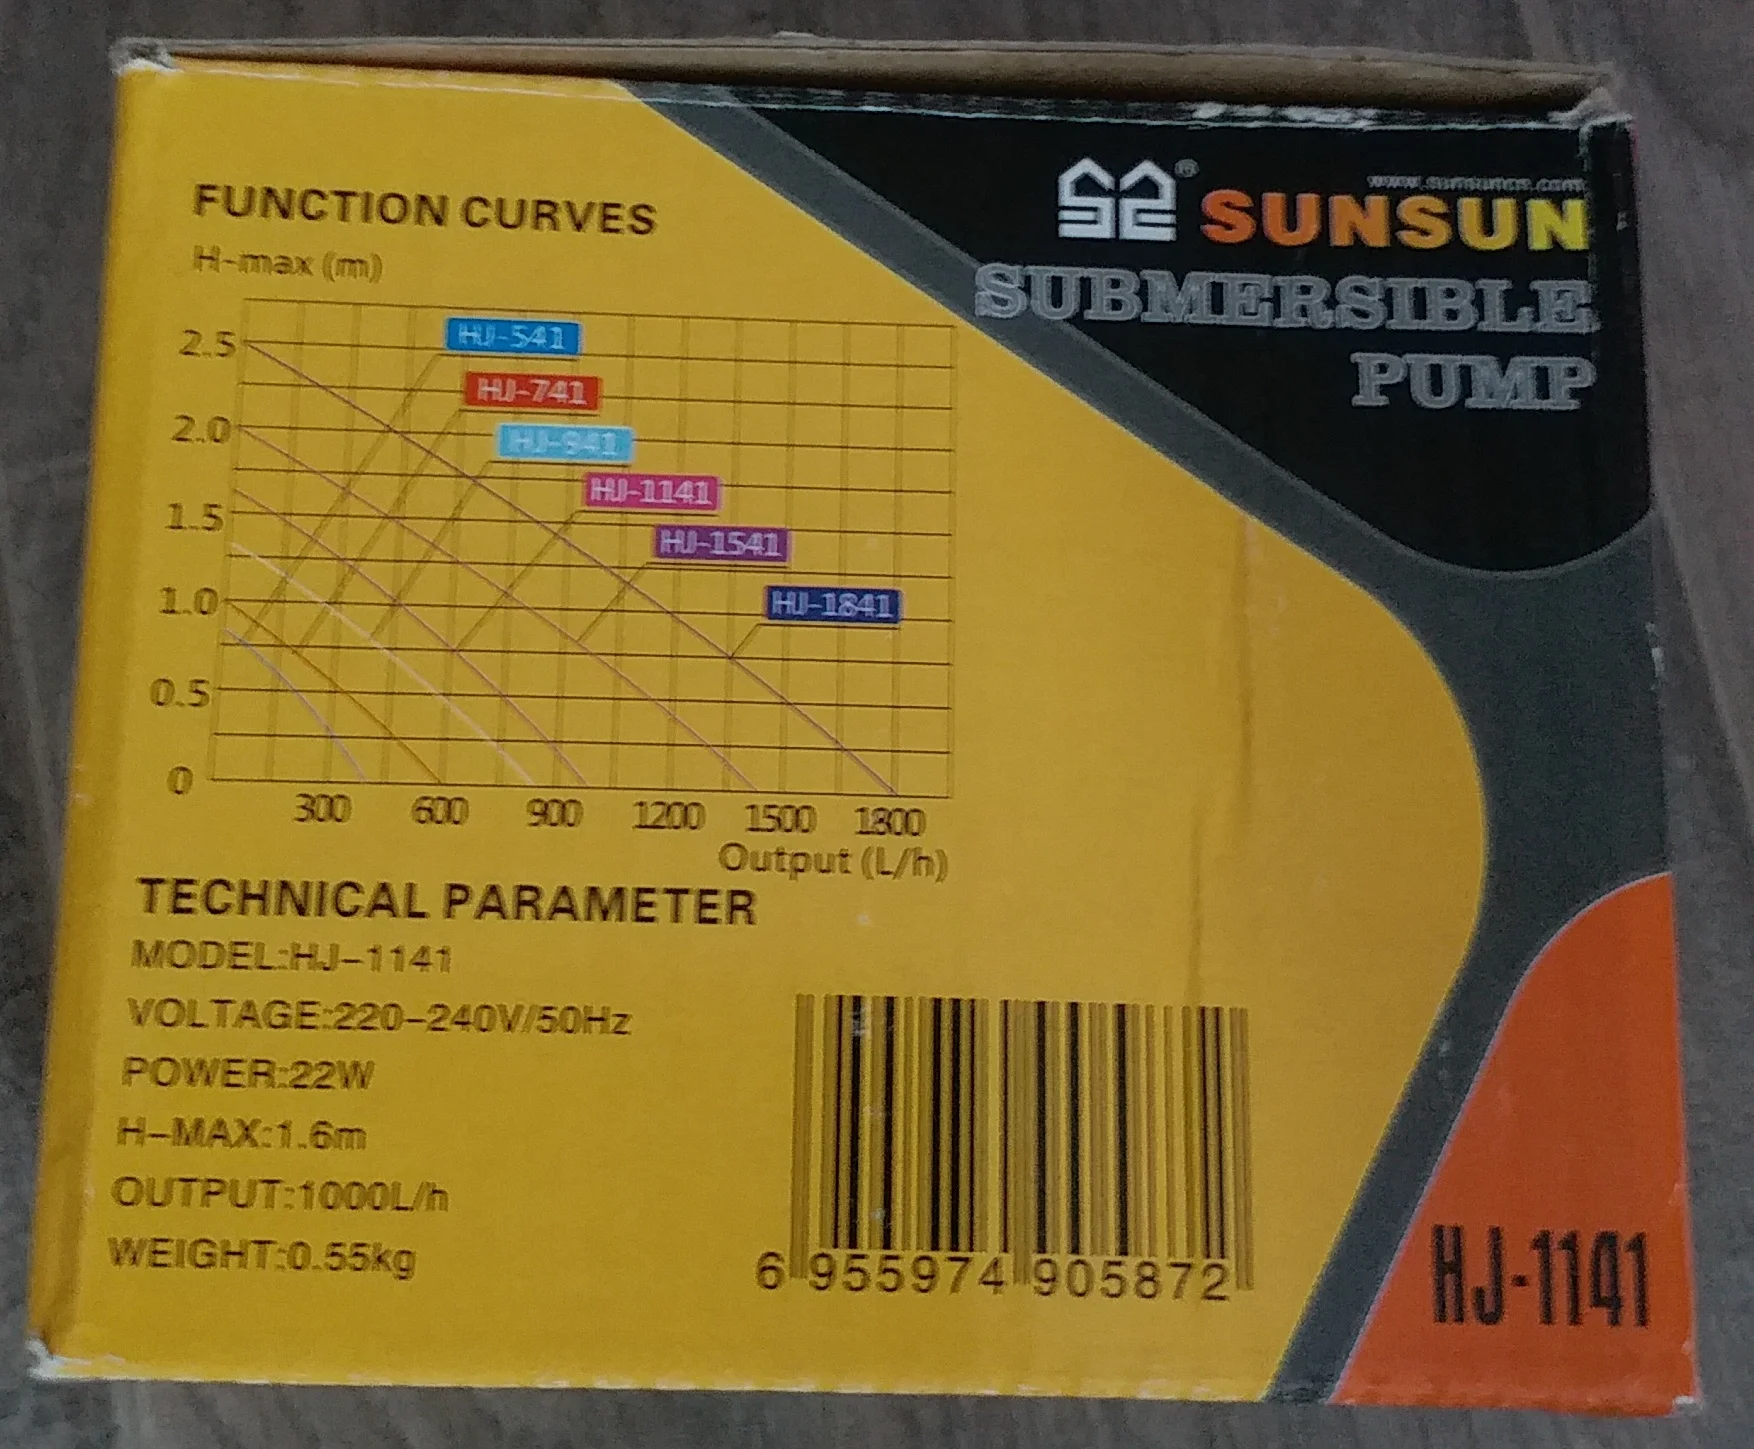 www.sunsunos.com
® SUNSUN
SUBMERSIBLE
PUMP
FUNCTION CURVES
H-max (m)
2.5
2.0
1.5
1.0
0.5
0
HJ-541
HJ-741
HJ-941
HJ-1141
HJ-1541
HJ-1841
300 600 900 1200 1500 1800
Output (L/h)
TECHNICAL PARAMETER
MODEL:HJ-1141
VOLTAGE:220-240V/50Hz
POWER:22W
H-MAX:1.6m
OUTPUT:1000L/h
WEIGHT:0.55kg
6 955974 905872
HJ-1141